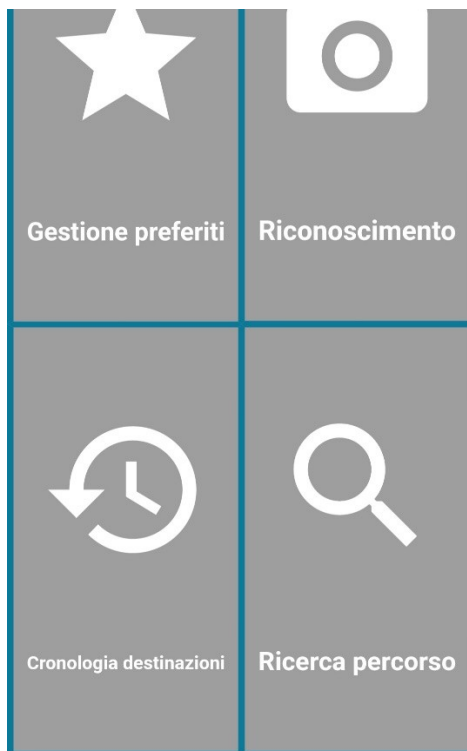 Gestione preferiti
Riconoscimento
Cronologia destinazioni
Ricerca percorso